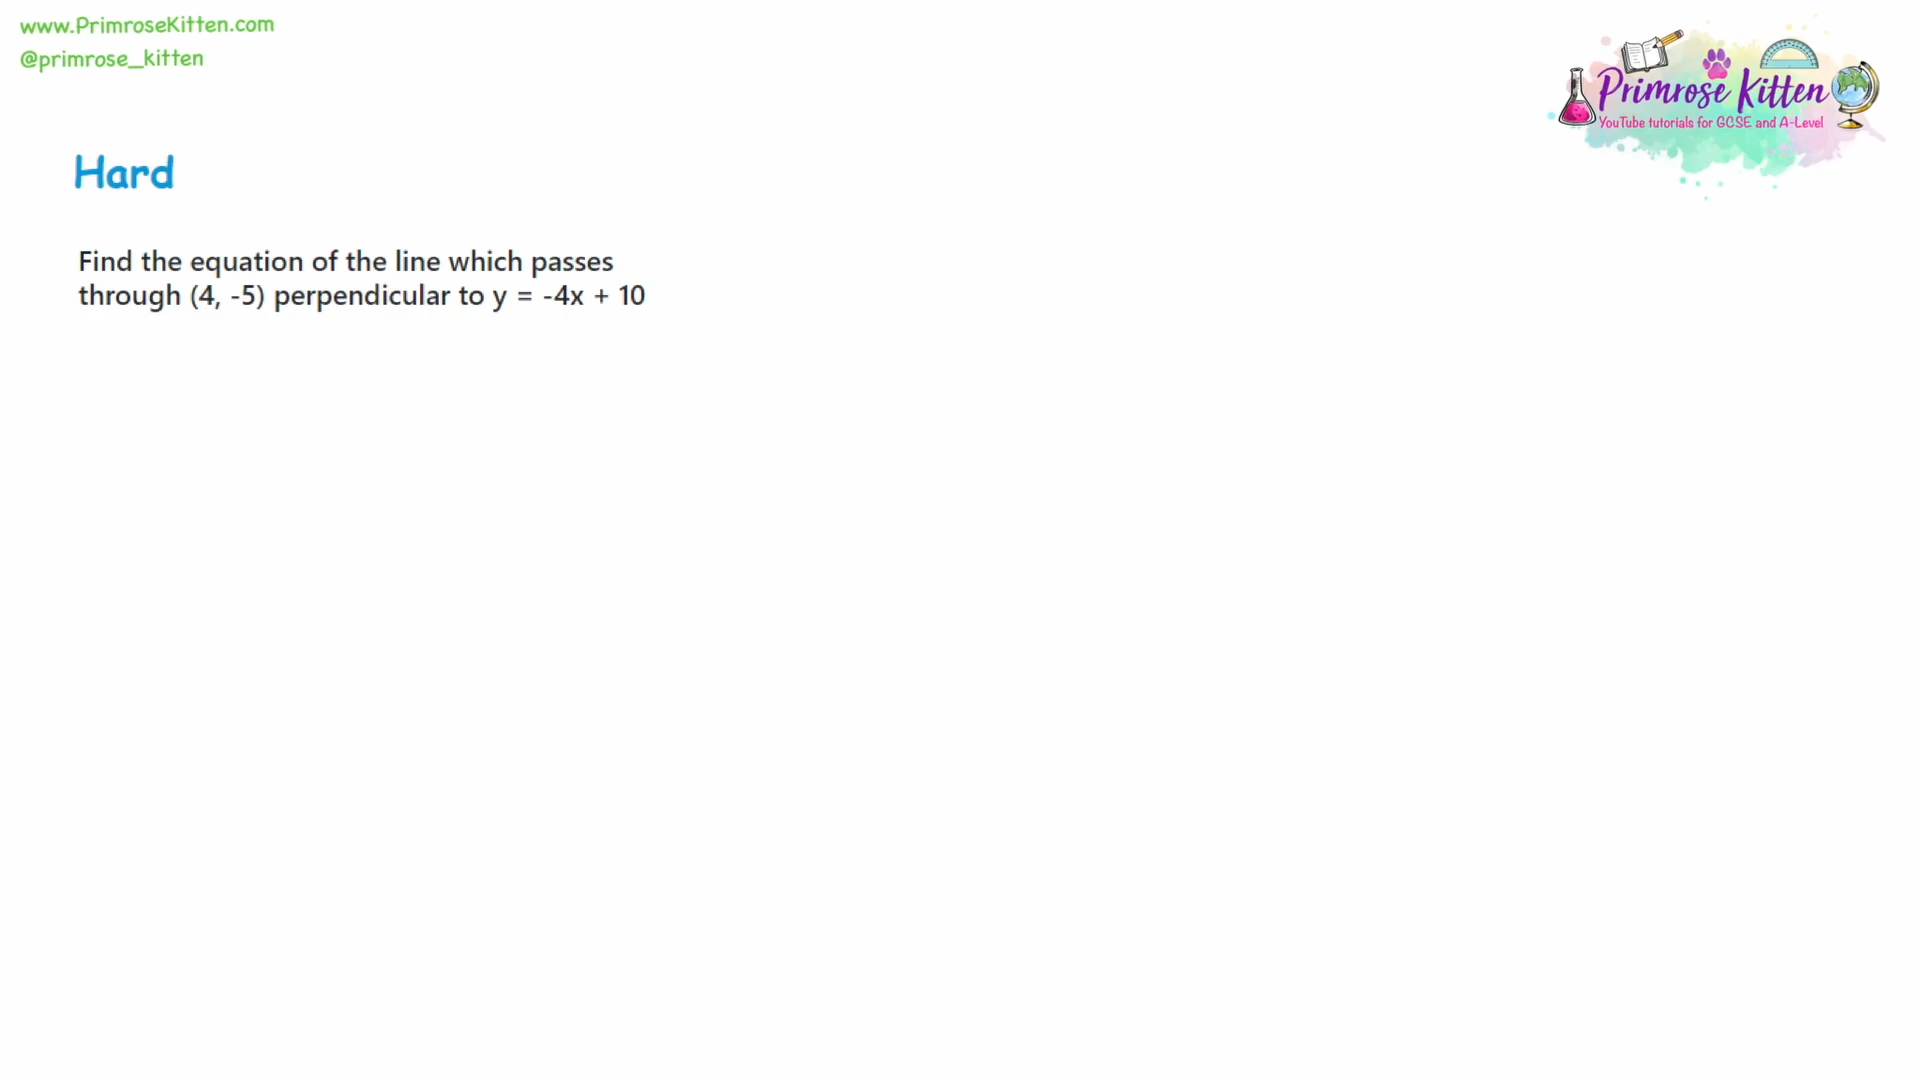 www.PrimroseKitten.com
@primrose_kitten
Primrose Kitten
YouTube tutorials for GCSE and A-Level
Hard
Find the equation of the line which passes
through (4, -5) perpendicular to y = -4x + 10